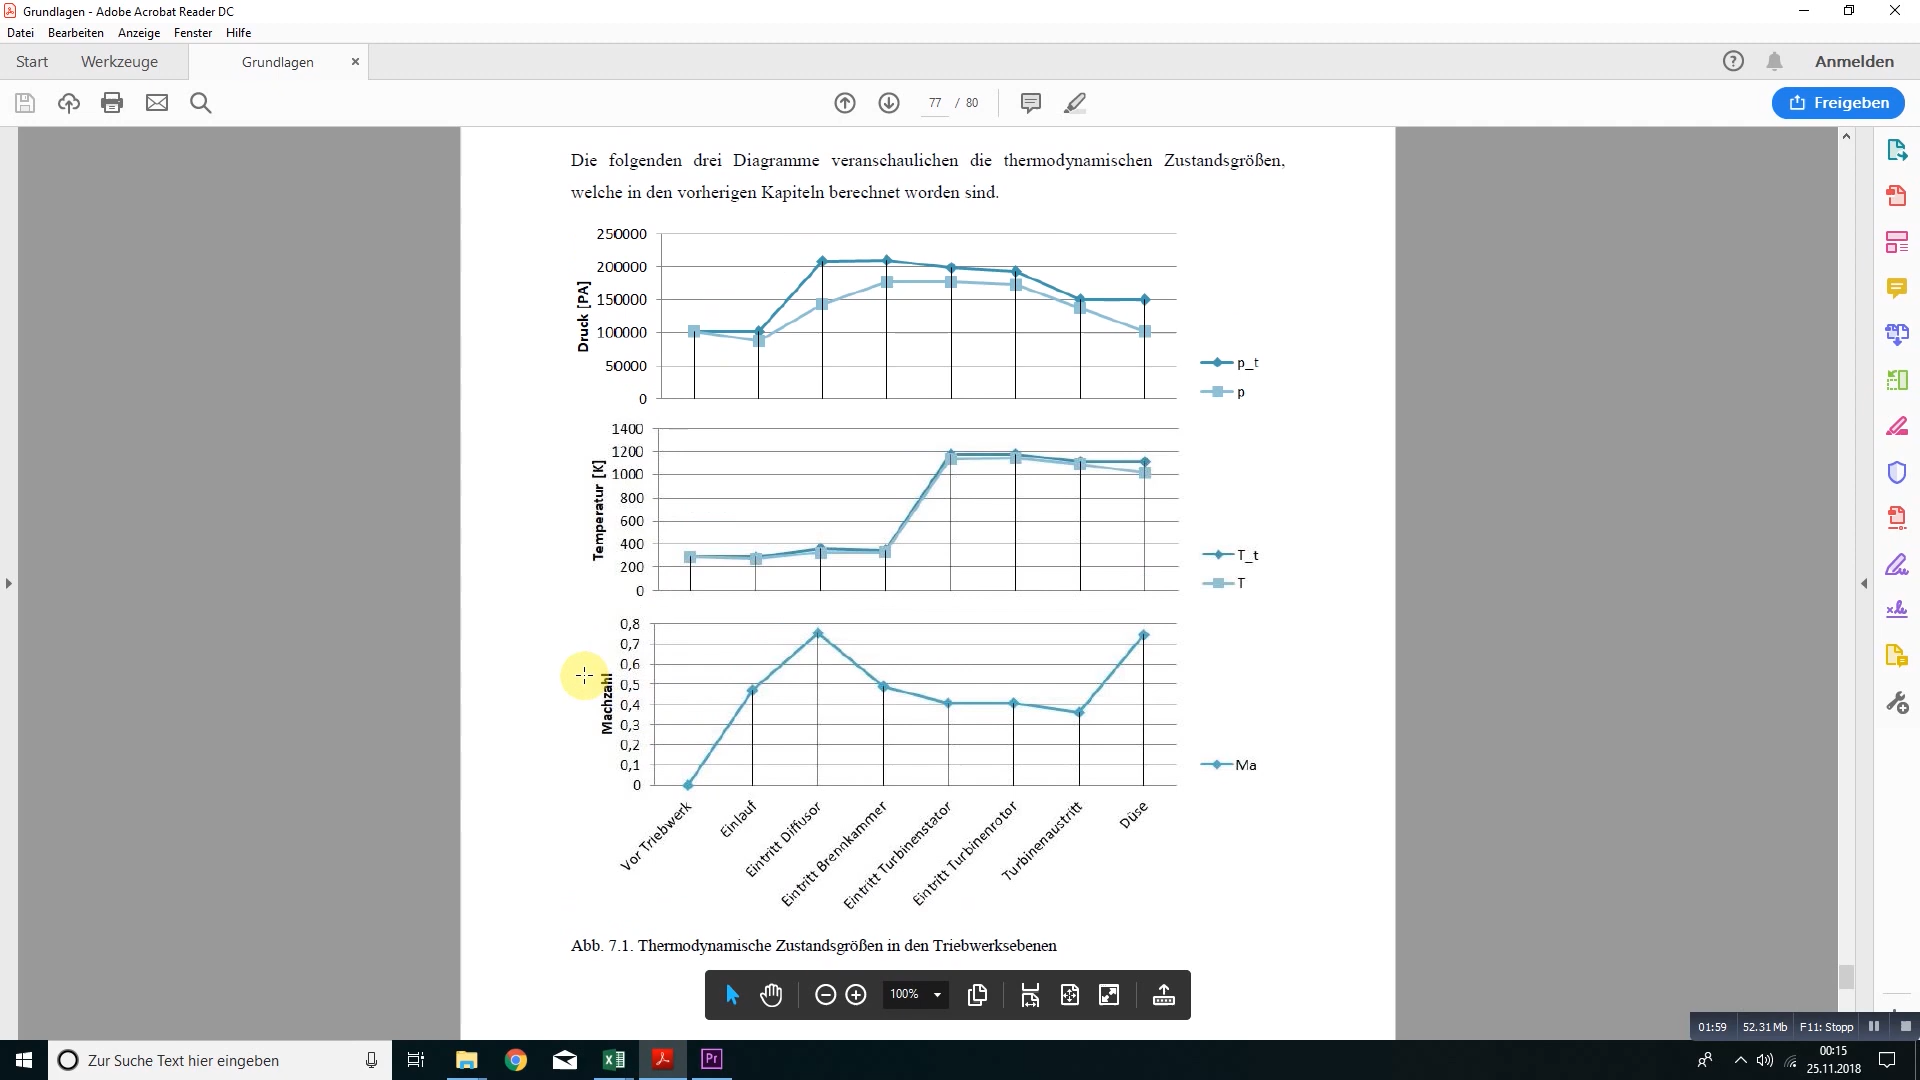 Grundlagen - Adobe Acrobat Reader DC
Datei Bearbeiten Anzeige Fenster Hilfe
Start Werkzeuge Grundlagen × ? Anmelden
77 / 80 Freigeben
Die folgenden drei Diagramme veranschaulichen die thermodynamischen Zustandsgrößen,
welche in den vorherigen Kapiteln berechnet worden sind.
250000
200000
150000
100000
50000
0
Druck [PA]
p_t
p
1400
1200
1000
800
600
400
200
0
Temperatur [K]
T_t
T
0,8
0,7
0,6
0,5
0,4
0,3
0,2
0,1
0
Machzahl
Ma
Vor Triebwerk
Einlauf
Eintritt Diffusor
Eintritt Brennkammer
Eintritt Turbinenstator
Eintritt Turbinenrotor
Turbinenaustritt
Düse
Abb. 7.1. Thermodynamische Zustandsgrößen in den Triebwerksebenen
100%
01:59 52.31 Mb F11: Stopp
Zur Suche Text hier eingeben
Pr
00:15
25.11.2018